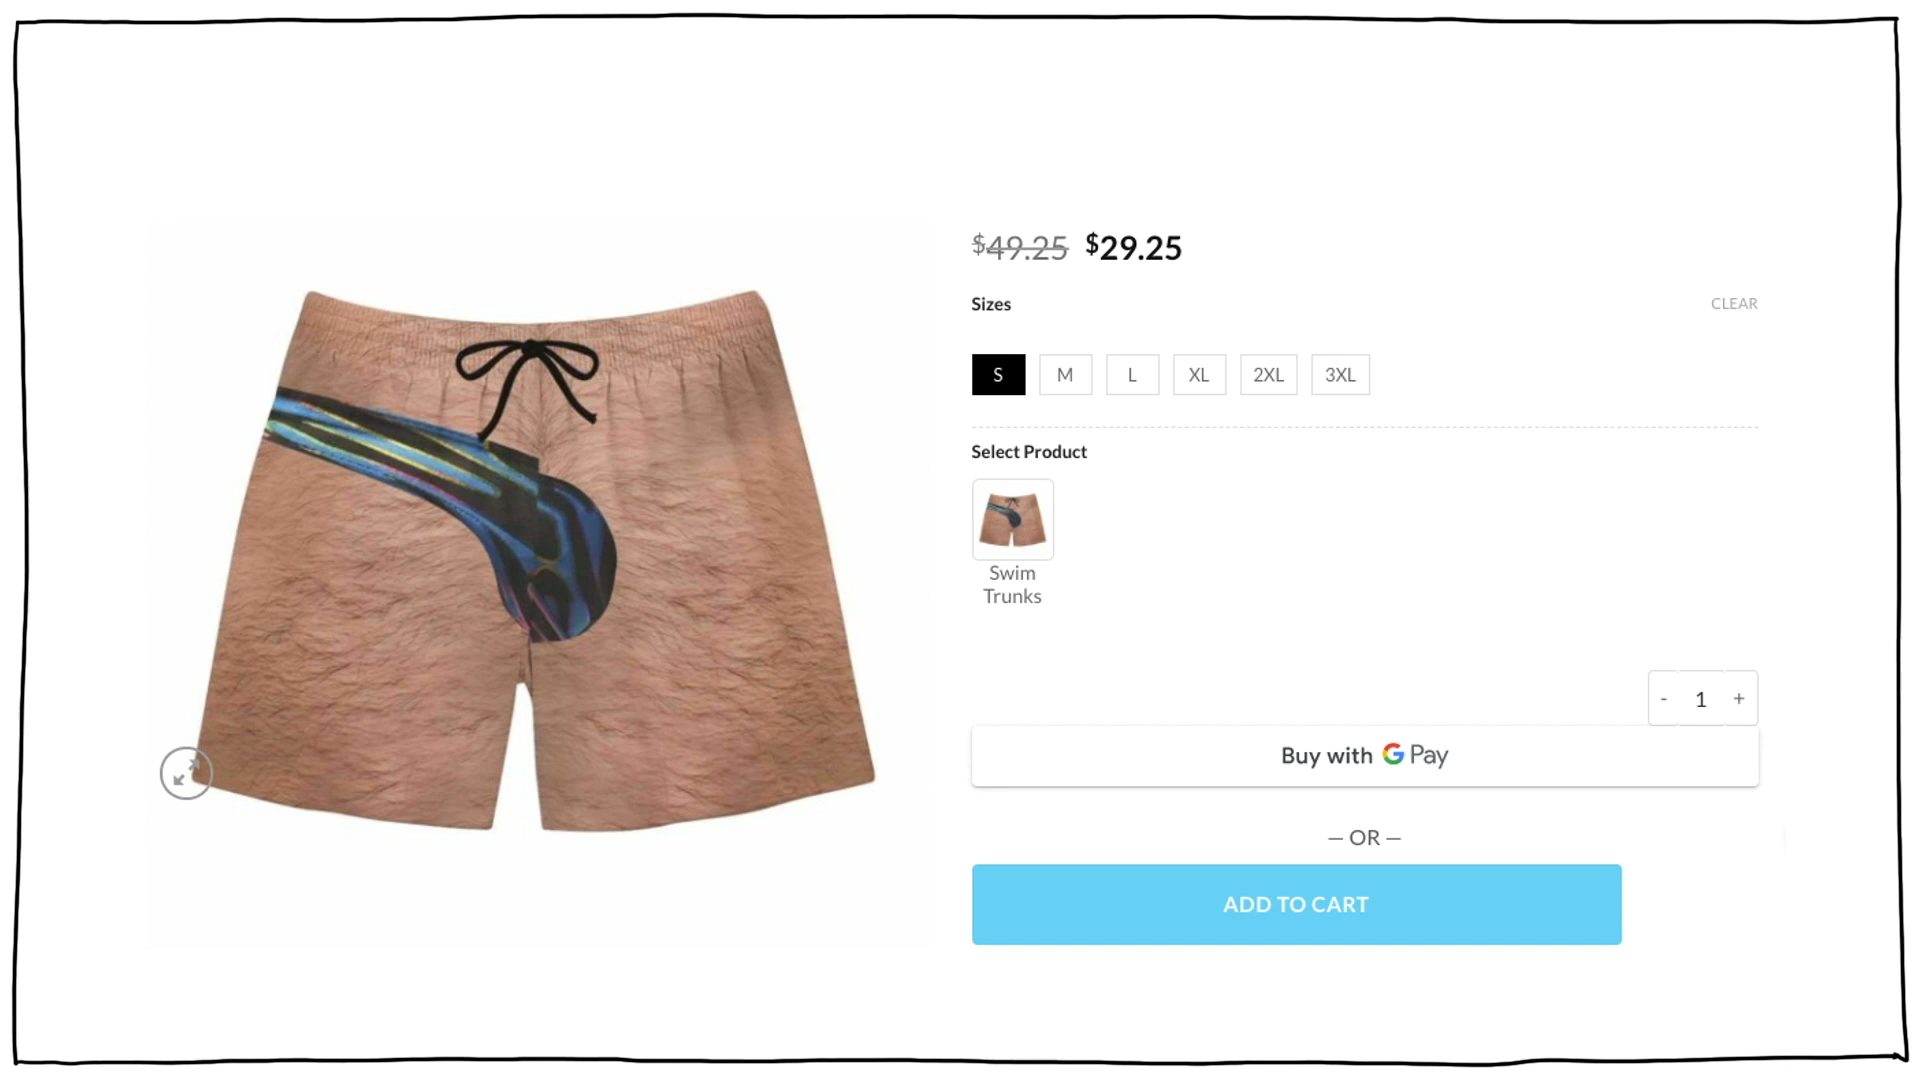 $49.25 $29.25
Sizes
CLEAR
S M L XL 2XL 3XL
Select Product
Swim
Trunks
- 1 +
Buy with G Pay
— OR —
ADD TO CART